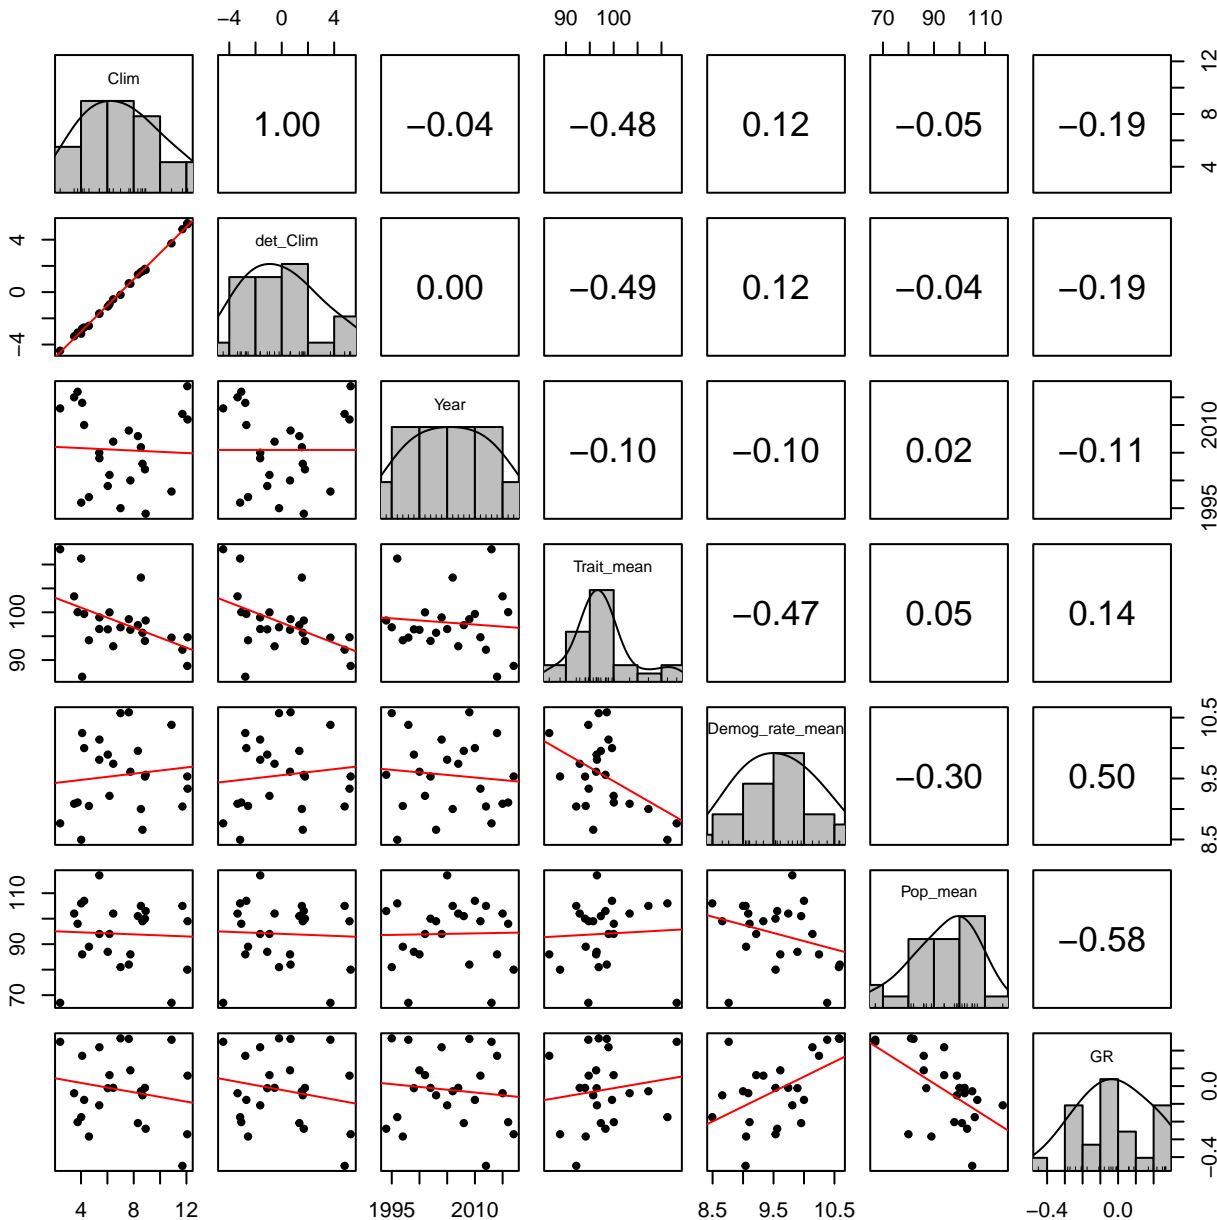 −4 0 4 90 100 70 90 110
Clim 1.00 −0.04 −0.48 0.12 −0.05 −0.19 4 8 12
−4 0 4 det_Clim 0.00 −0.49 0.12 −0.04 −0.19
Year −0.10 −0.10 0.02 −0.11 1995 2010
90 100 Trait_mean −0.47 0.05 0.14
Demog_rate_mean −0.30 0.50 8.5 9.5 10.5
70 90 110 Pop_mean −0.58
GR −0.4 0.0
4 8 12 1995 2010 8.5 9.5 10.5 −0.4 0.0